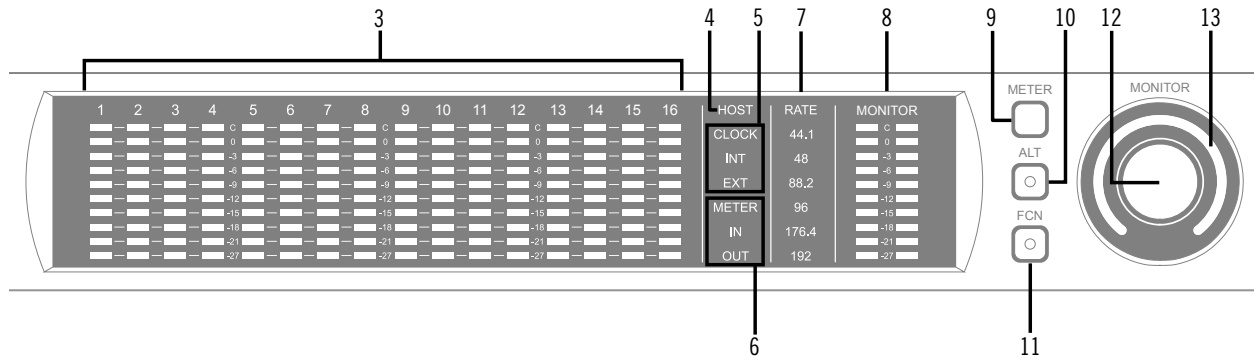 3 4 5 7 8 9 10 12 13
METER MONITOR
1 2 3 4 5 6 7 8 9 10 11 12 13 14 15 16 HOST RATE MONITOR
C C C C
CLOCK 44.1
0 0 0 0
ALT
-3 -3 -3 INT 48 -3
-6 -6 -6 -6
-9 -9 -9 EXT 88.2 -9
-12 -12 -12 -12
FCN
-15 -15 -15 METER 96 -15
-18 -18 -18 IN 176.4 -18
-21 -21 -21 -21
-27 -27 -27 OUT 192 -27
6 11